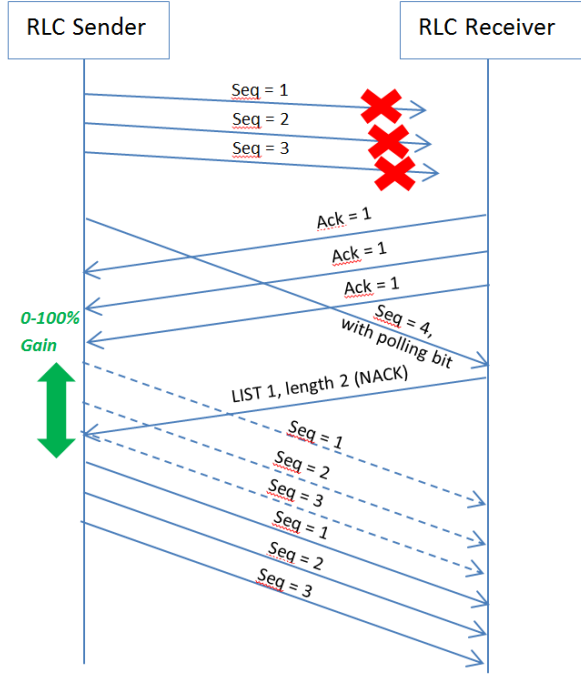 RLC Sender
RLC Receiver
Seq = 1
Seq = 2
Seq = 3
Ack = 1
Ack = 1
Ack = 1
Seq = 4,
with polling bit
0-100%
Gain
LIST 1, length 2 (NACK)
Seq = 1
Seq = 2
Seq = 3
Seq = 1
Seq = 2
Seq = 3